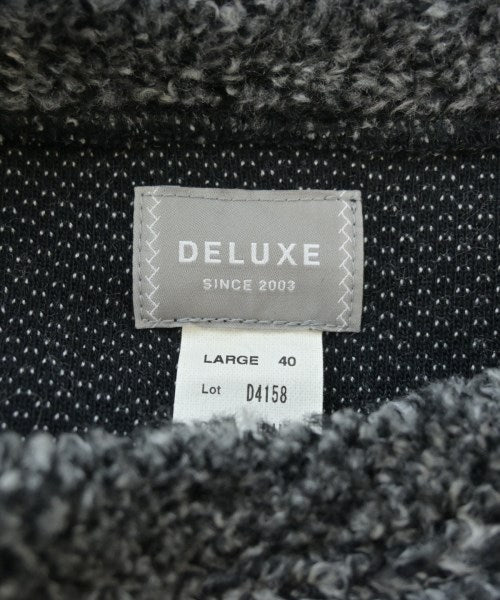 DELUXE
SINCE 2003
LARGE 40
Lot D4158